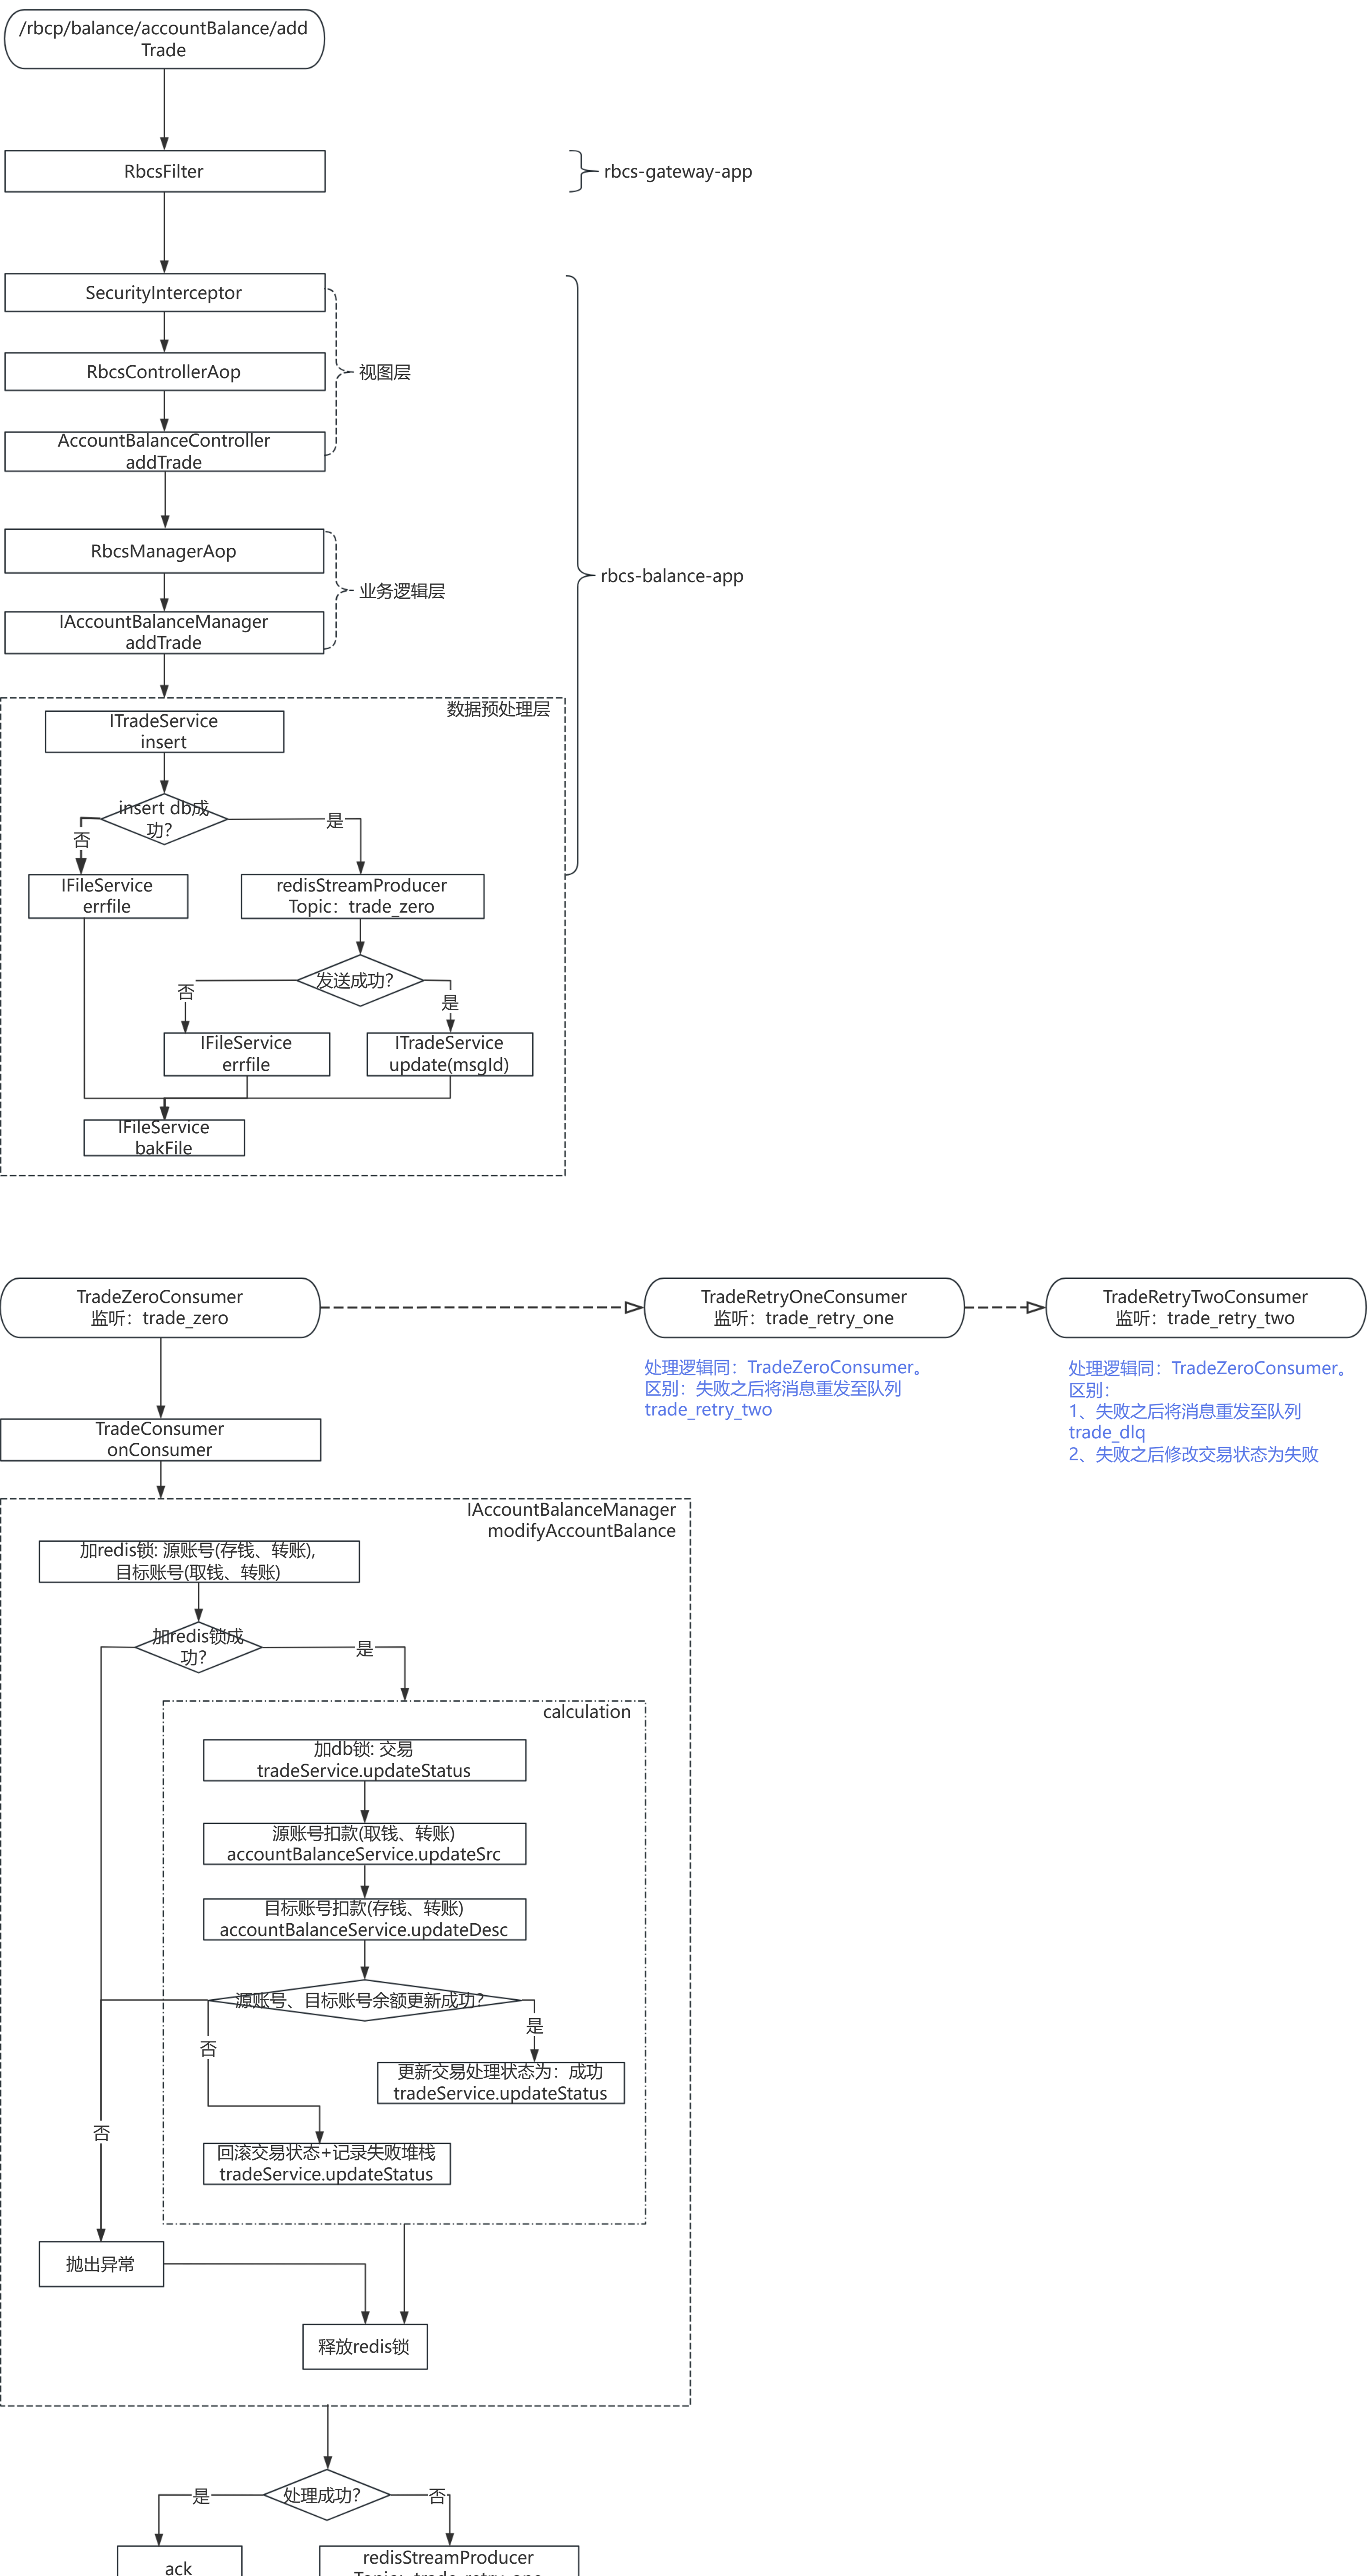 /rbcp/balance/accountBalance/add
Trade
RbcsFilter
rbcs-gateway-app
SecurityInterceptor
RbcsControllerAop
视图层
AccountBalanceController
addTrade
RbcsManagerAop
业务逻辑层
rbcs-balance-app
IAccountBalanceManager
addTrade
数据预处理层
ITradeService
insert
insert db成
功?
否
是
IFileService
errfile
redisStreamProducer
Topic：trade_zero
发送成功?
否
是
IFileService
errfile
ITradeService
update(msgId)
IFileService
bakFile
TradeZeroConsumer
监听：trade_zero
TradeRetryOneConsumer
监听：trade_retry_one
TradeRetryTwoConsumer
监听：trade_retry_two
处理逻辑同：TradeZeroConsumer。
区别：失败之后将消息重发至队列
trade_retry_two
处理逻辑同：TradeZeroConsumer。
区别：
1、失败之后将消息重发至队列
trade_dlq
2、失败之后修改交易状态为失败
TradeConsumer
onConsumer
IAccountBalanceManager
modifyAccountBalance
加redis锁: 源账号(存钱、转账),
目标账号(取钱、转账)
加redis锁成
功?
是
calculation
加db锁: 交易
tradeService.updateStatus
源账号扣款(取钱、转账)
accountBalanceService.updateSrc
目标账号扣款(存钱、转账)
accountBalanceService.updateDesc
源账号、目标账号余额更新成功?
是
否
更新交易处理状态为：成功
tradeService.updateStatus
否
回滚交易状态+记录失败堆栈
tradeService.updateStatus
抛出异常
释放redis锁
处理成功?
是
否
ack
redisStreamProducer
Topic：trade_retry_one